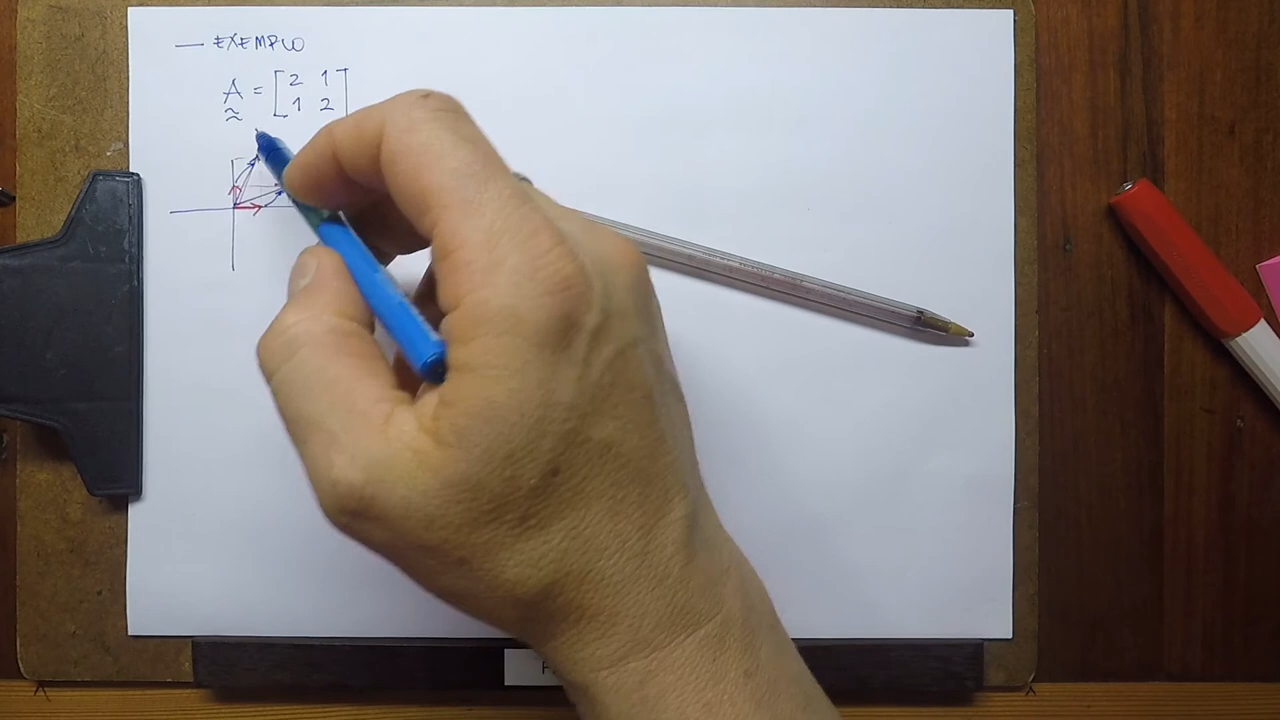 — EXEMPLO
A = [2 1
1 2]